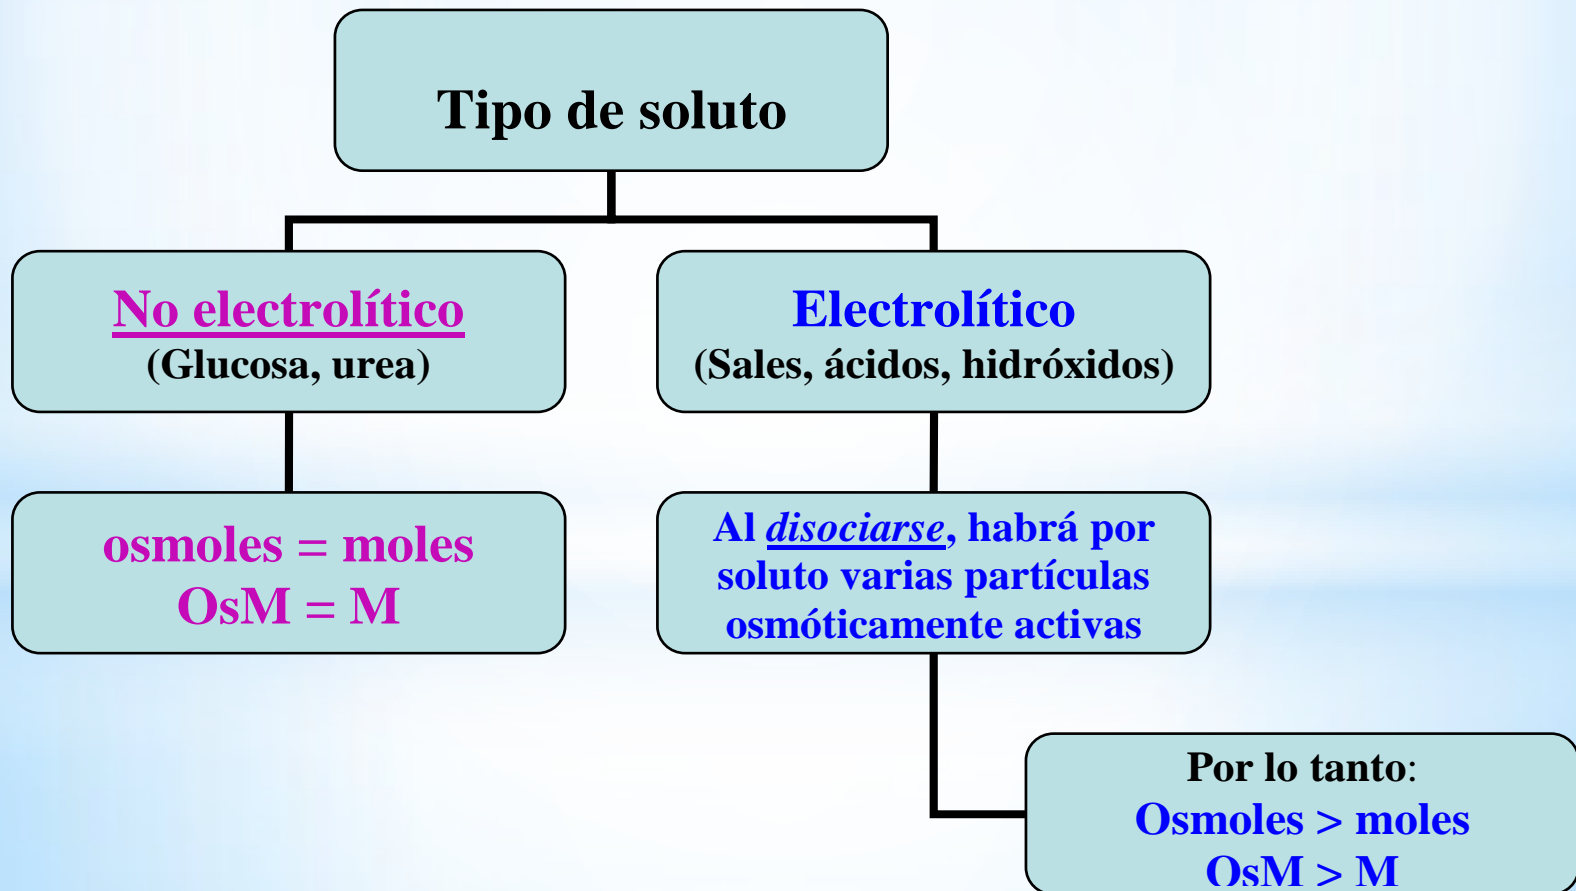 Tipo de soluto
No electrolítico
(Glucosa, urea)
Electrolítico
(Sales, ácidos, hidróxidos)
osmoles = moles
OsM = M
Al disociarse, habrá por
soluto varias partículas
osmóticamente activas
Por lo tanto:
Osmoles > moles
OsM > M